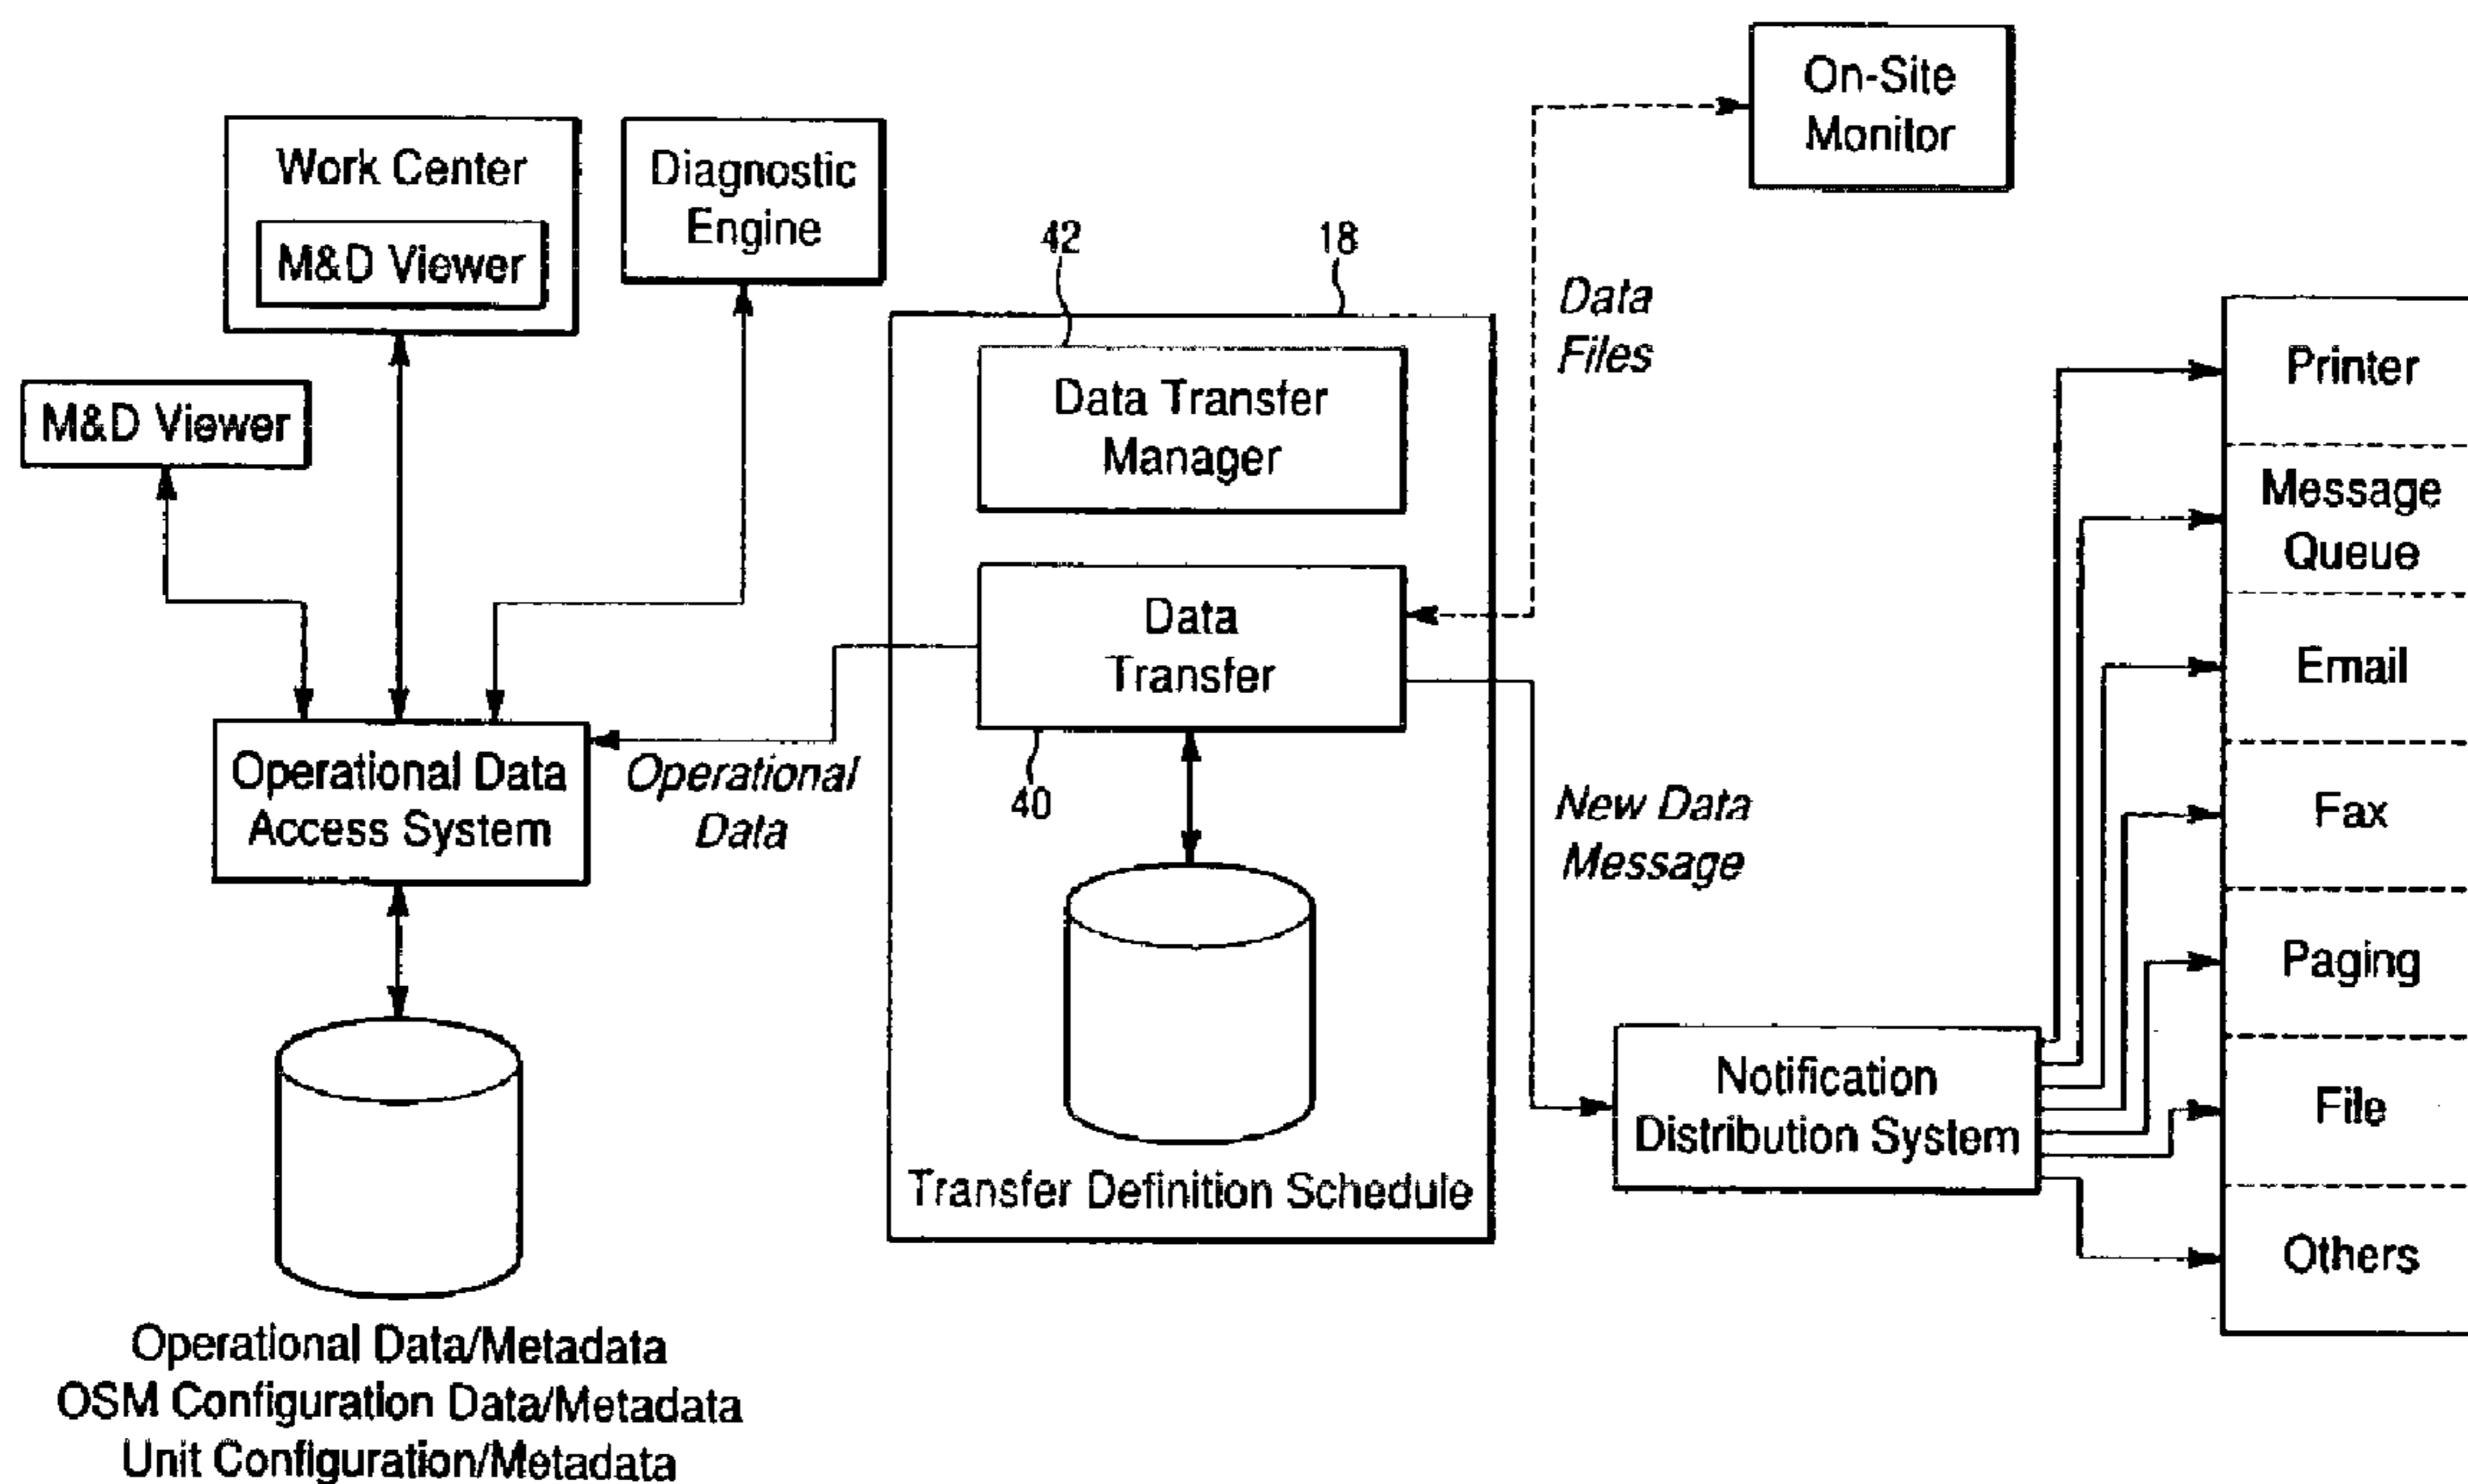 On-Site
Monitor
Work Center
M&D Viewer
Diagnostic
Engine
M&D Viewer
42
18
Data Transfer
Manager
Data
Files
Data
Transfer
40
Operational Data
Access System
Operational
Data
New Data
Message
Transfer Definition Schedule
Notification
Distribution System
Printer
Message
Queue
Email
Fax
Paging
File
Others
Operational Data/Metadata
OSM Configuration Data/Metadata
Unit Configuration/Metadata